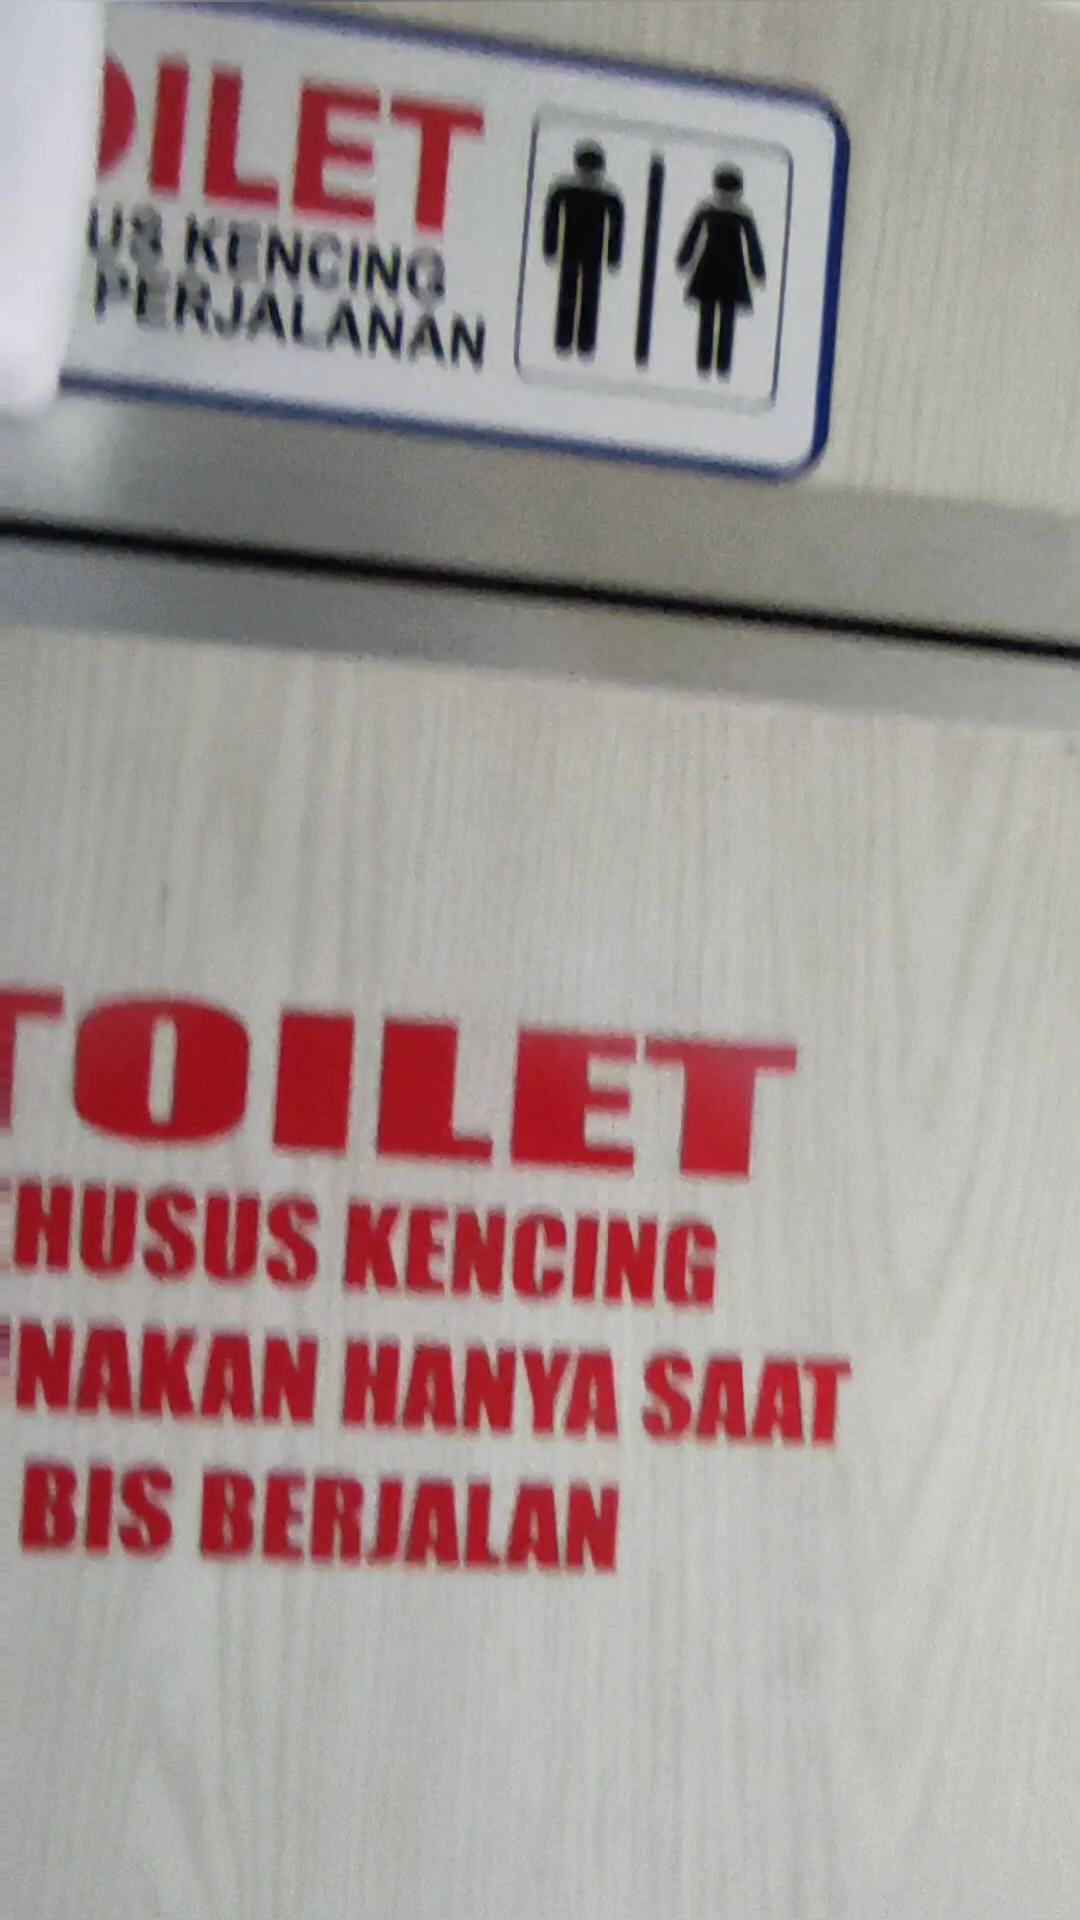 OILET
US KENCING
PERJALANAN
TOILET
HUSUS KENCING
NAKAN HANYA SAAT
BIS BERJALAN